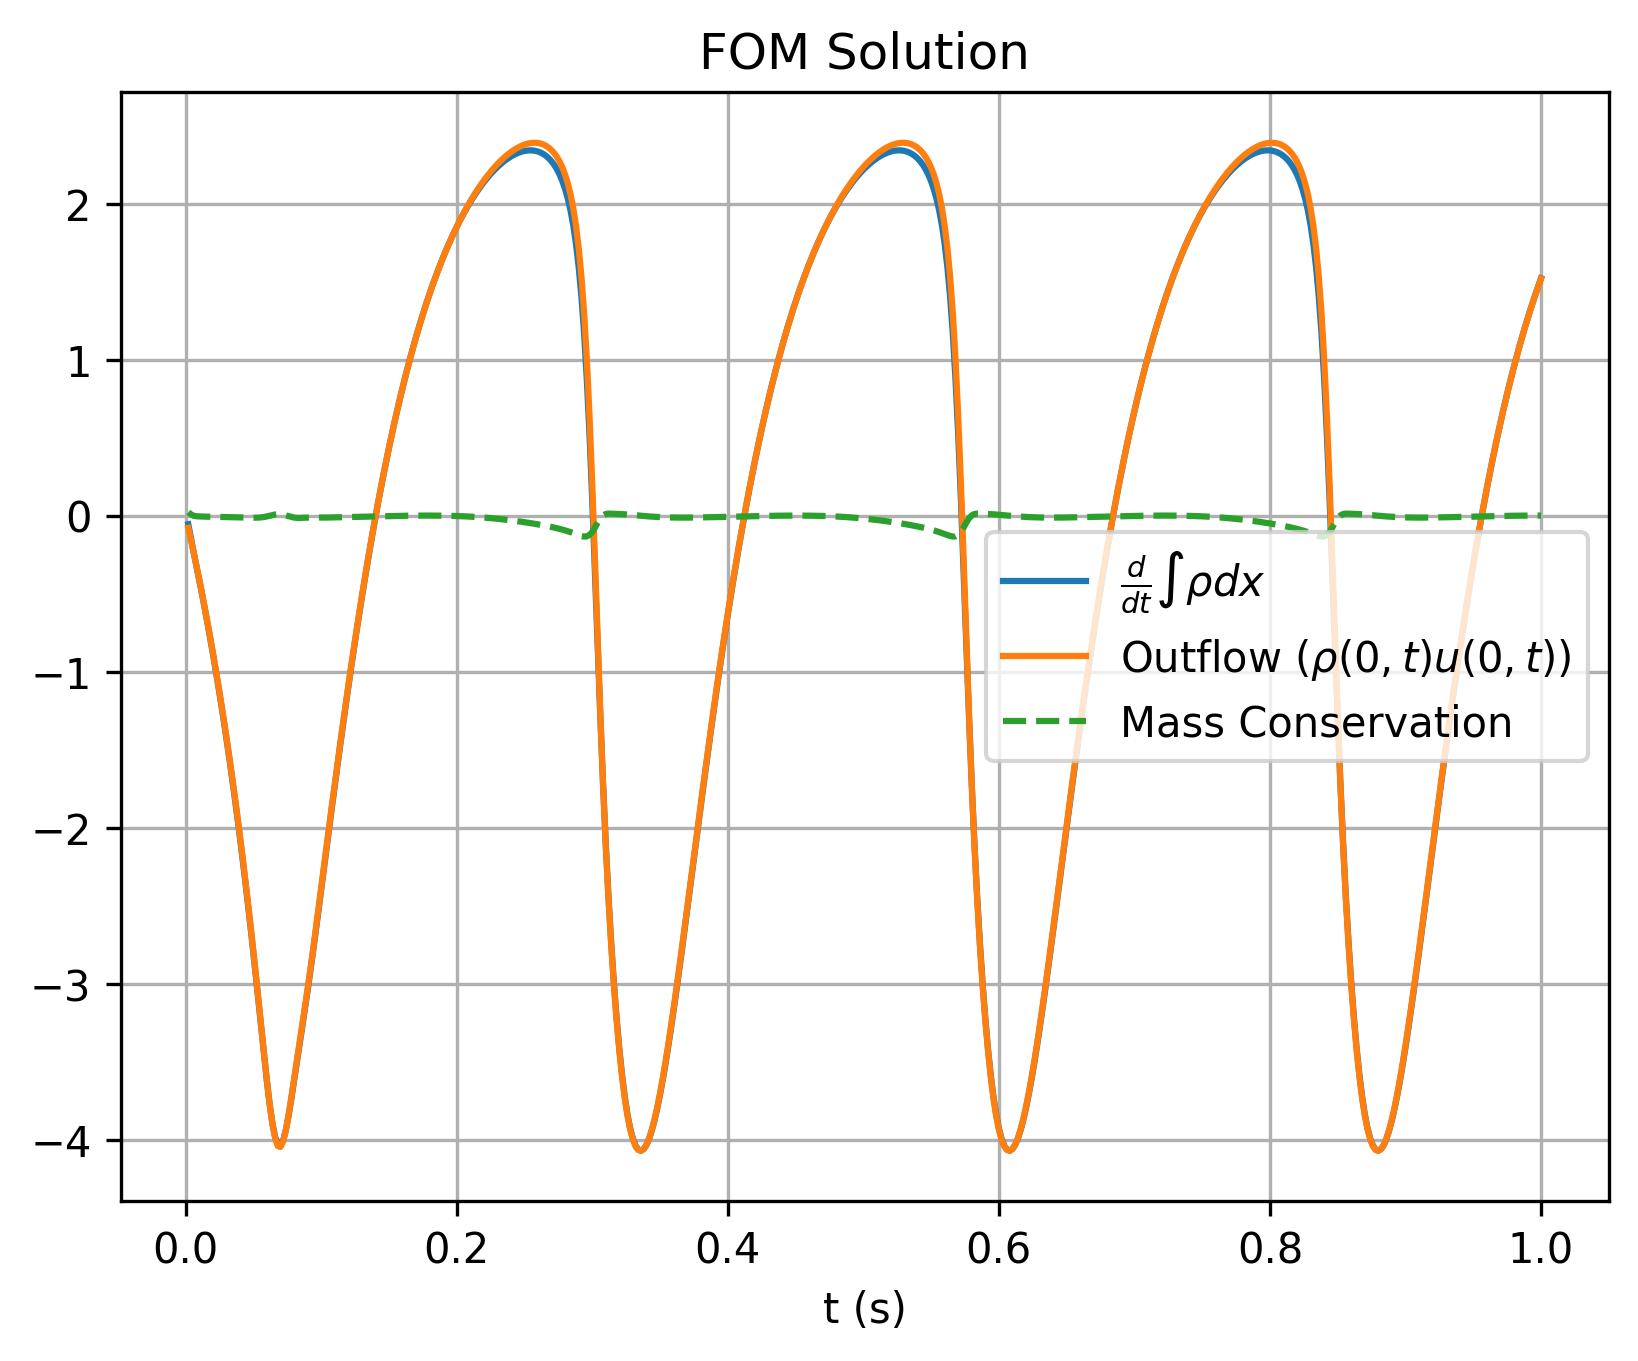 FOM Solution
2
1
0
−1
−2
−3
−4
d/dt ∫ρdx
Outflow (ρ(0, t)u(0, t))
Mass Conservation
0.0 0.2 0.4 0.6 0.8 1.0
t (s)